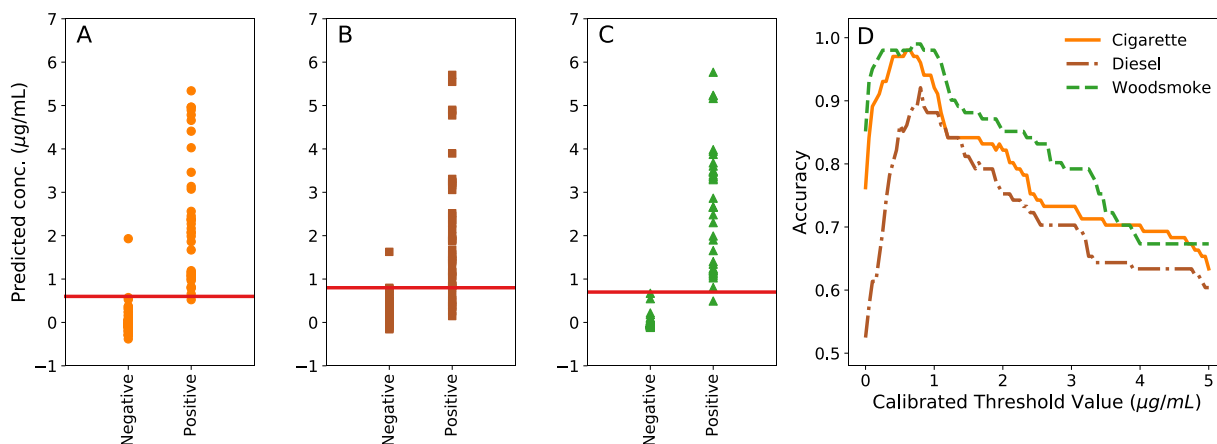 A
7
6
5
4
3
2
1
0
−1
Predicted conc. (μg/mL)
Negative
Positive
B
7
6
5
4
3
2
1
0
−1
Negative
Positive
C
7
6
5
4
3
2
1
0
−1
Negative
Positive
D
Cigarette
Diesel
Woodsmoke
1.0
0.9
0.8
0.7
0.6
0.5
Accuracy
0 1 2 3 4 5
Calibrated Threshold Value (μg/mL)